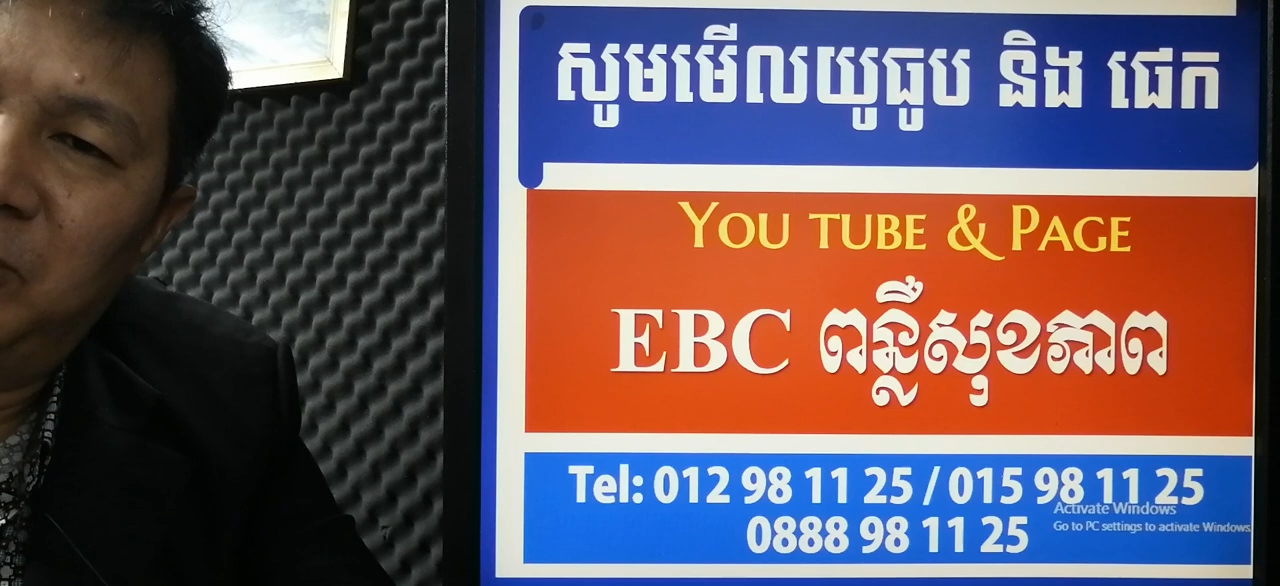 សូមមើលយូធូប និង ផេក
YOU TUBE & PAGE
EBC ពន្លឺសុខភាព
Tel: 012 98 11 25 / 015 98 11 25
0888 98 11 25
Activate Windows
Go to PC settings to activate Windows.